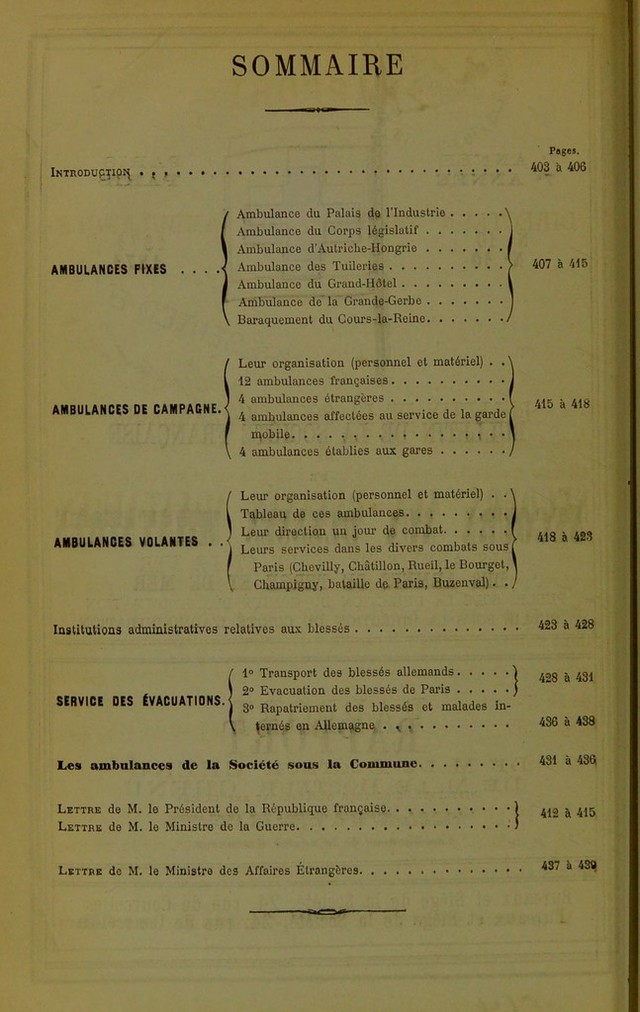 SOMMAIRE
Pages.
INTRODUCTION . . . . . . . . . . . . . . . . . . . . . . . . . . . . 403 à 406
Ambulance du Palais de l'Industrie . . . . .
Ambulance du Corps législatif . . . . . . .
Ambulance d'Autriche-Hongrie . . . . . . .
AMBULANCES FIXES . . . . Ambulance des Tuileries . . . . . . . . . . 407 à 415
Ambulance du Grand-Hôtel . . . . . . . . .
Ambulance de la Grande-Gerbe . . . . . . .
Baraquement du Cours-la-Reine. . . . . . .
Leur organisation (personnel et matériel) . .
12 ambulances françaises . . . . . . . . . .
4 ambulances étrangères . . . . . . . . . .
AMBULANCES DE CAMPAGNE. 4 ambulances affectées au service de la garde 415 à 418
mobile. . . . . . . . . . . . . . . . . .
4 ambulances établies aux gares . . . . . .
Leur organisation (personnel et matériel) . .
Tableau de ces ambulances. . . . . . . . .
Leur direction un jour de combat. . . . . .
AMBULANCES VOLANTES . . Leurs services dans les divers combats sous 418 à 423
Paris (Chevilly, Châtillon, Rueil, le Bourget,
Champigny, bataille de Paris, Buzenval) . .
Institutions administratives relatives aux blessés . . . . . . . . . . . . . . 423 à 428
1º Transport des blessés allemands . . . . . 428 à 431
2º Evacuation des blessés de Paris . . . . .
SERVICE DES ÉVACUATIONS. 3º Rapatriement des blessés et malades in-
ternés en Allemagne . . . . . . . . . . . 436 à 438
Les ambulances de la Société sous la Commune. . . . . . . . . 431 à 436
LETTRE de M. le Président de la République française. . . . . . . . . . . 412 à 415
LETTRE de M. le Ministre de la Guerre. . . . . . . . . . . . . . . . . .
LETTRE de M. le Ministre des Affaires Étrangères. . . . . . . . . . . . . . 437 à 439